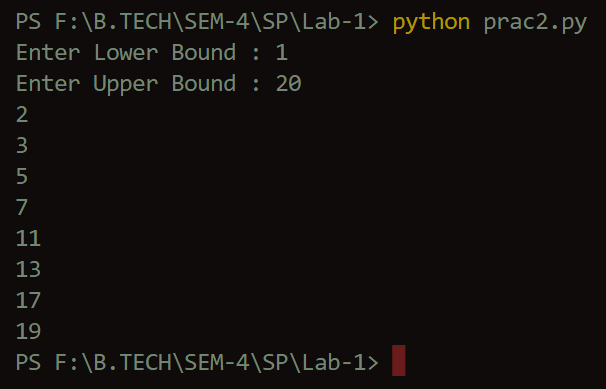 PS F:\B.TECH\SEM-4\SP\Lab-1> python prac2.py
Enter Lower Bound : 1
Enter Upper Bound : 20
2
3
5
7
11
13
17
19
PS F:\B.TECH\SEM-4\SP\Lab-1>